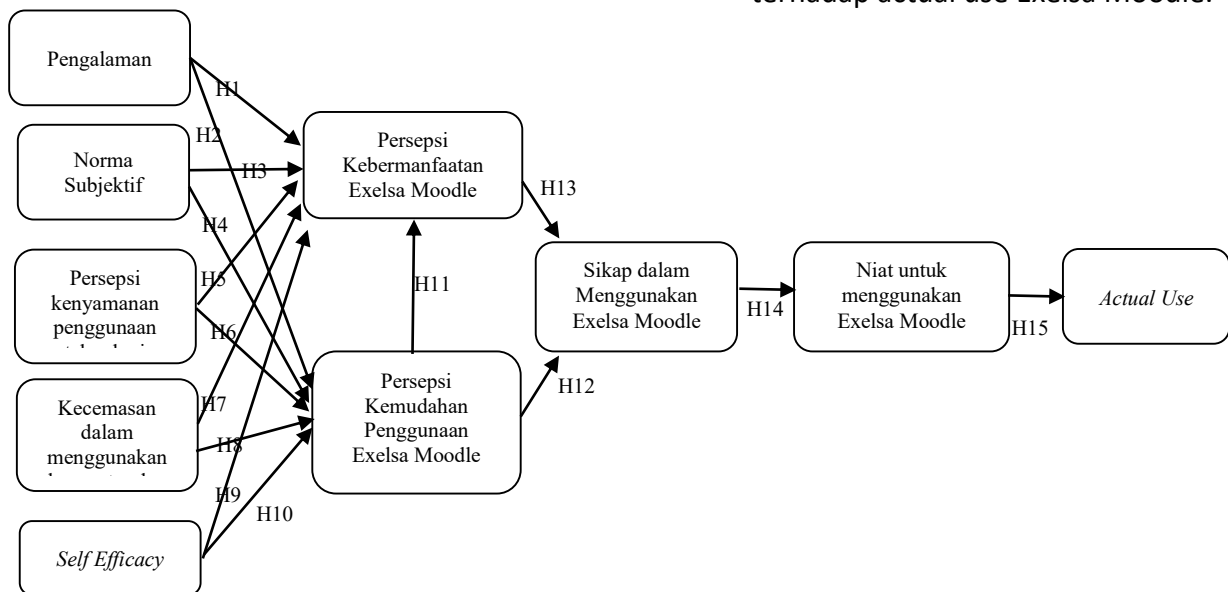 terhadap actual use Exelsa Moodle.
Pengalaman
Norma
Subjektif
Persepsi
kenyamanan
penggunaan
Kecemasan
dalam
menggunakan
Self Efficacy
H1
H2
H3
H4
H5
H6
H7
H8
H9
H10
Persepsi
Kebermanfaatan
Exelsa Moodle
H11
Persepsi
Kemudahan
Penggunaan
Exelsa Moodle
H13
H12
Sikap dalam
Menggunakan
Exelsa Moodle
H14
Niat untuk
menggunakan
Exelsa Moodle
H15
Actual Use